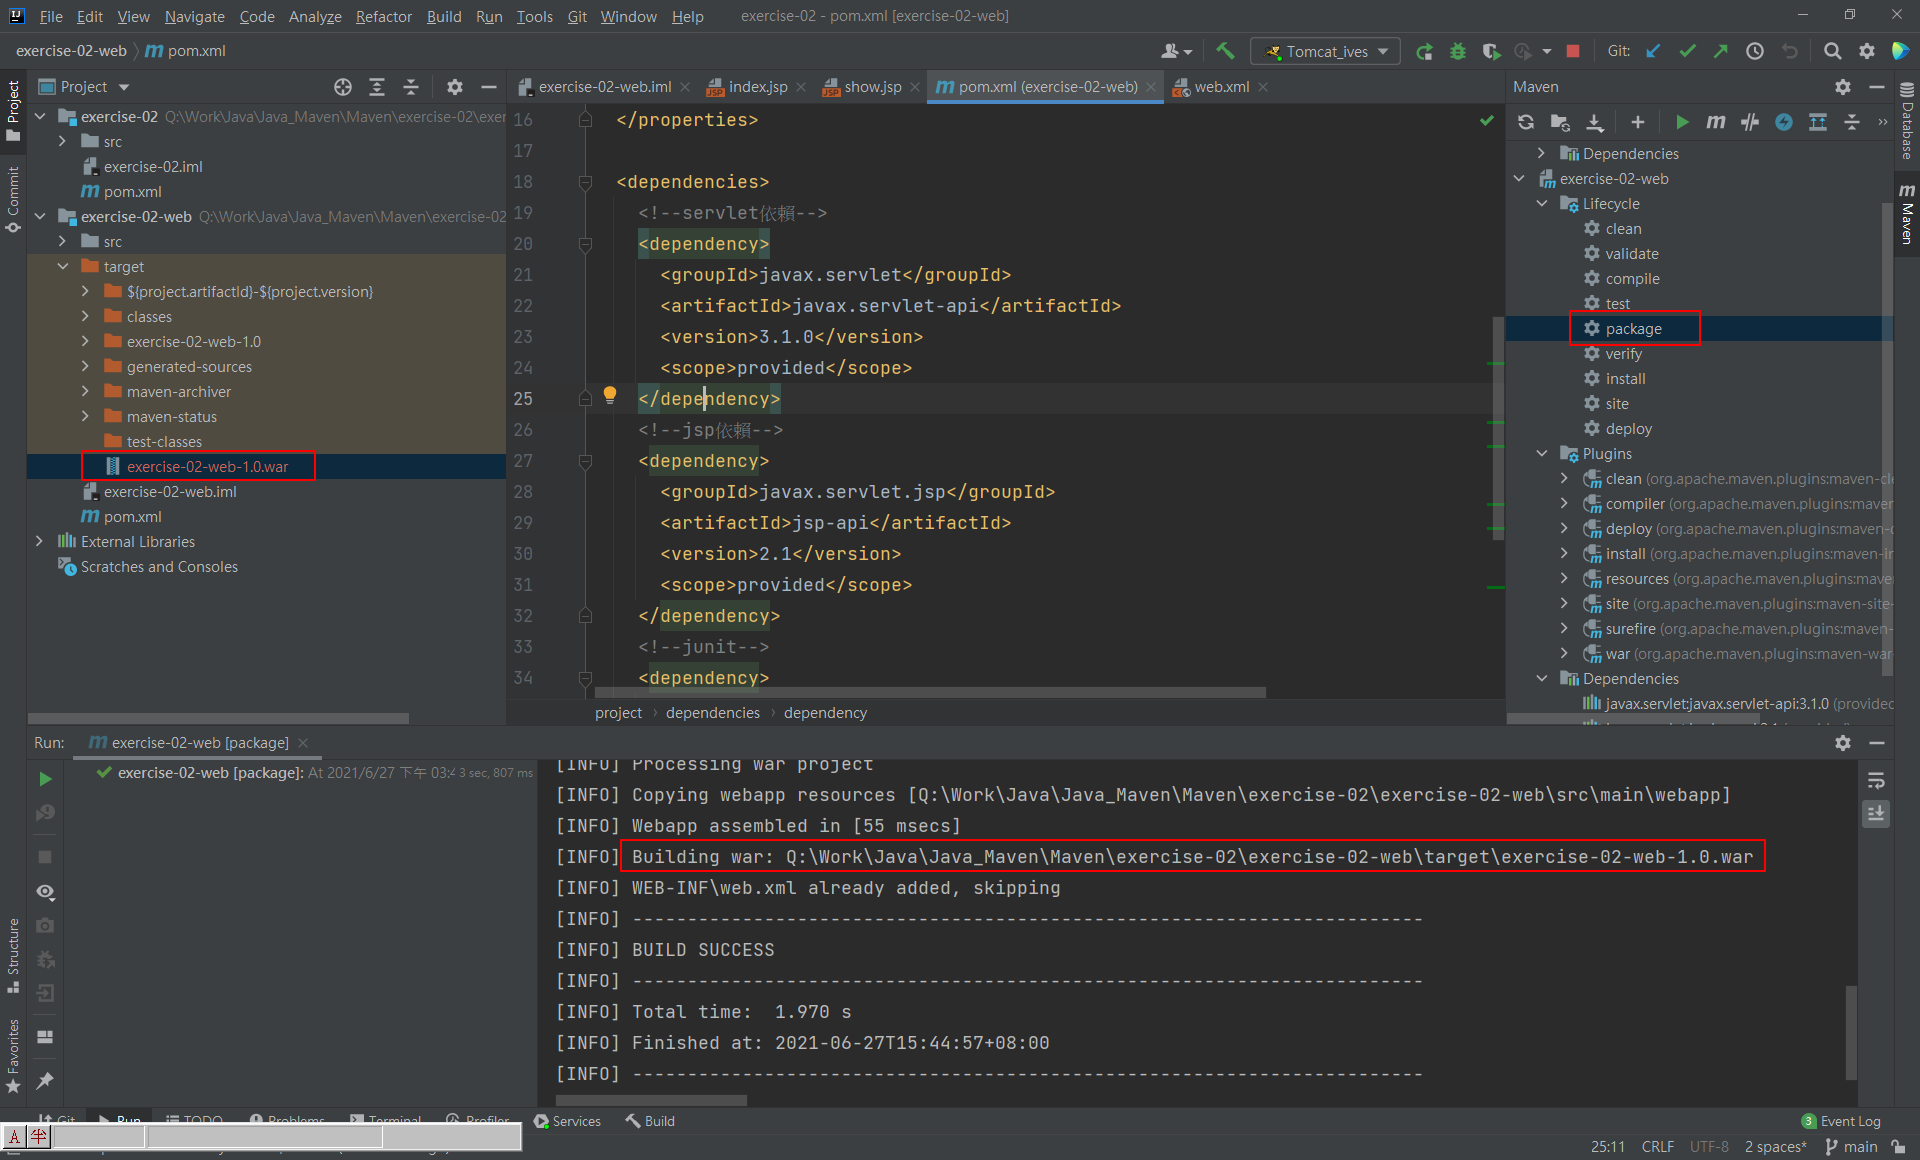 File Edit View Navigate Code Analyze Refactor Build Run Tools Git Window Help exercise-02 - pom.xml [exercise-02-web]
exercise-02-web pom.xml
Tomcat_ives
Git:
Project
exercise-02 Q:\Work\Java\Java_Maven\Maven\exercise-02\exer
src
exercise-02.iml
pom.xml
exercise-02-web Q:\Work\Java\Java_Maven\Maven\exercise-02
src
target
${project.artifactId}-${project.version}
classes
exercise-02-web-1.0
generated-sources
maven-archiver
maven-status
test-classes
exercise-02-web-1.0.war
exercise-02-web.iml
pom.xml
External Libraries
Scratches and Consoles
Project
Commit
Structure
Favorites
exercise-02-web.iml index.jsp show.jsp pom.xml (exercise-02-web) web.xml
16 </properties>
17
18 <dependencies>
19 <!--servlet依賴-->
20 <dependency>
21 <groupId>javax.servlet</groupId>
22 <artifactId>javax.servlet-api</artifactId>
23 <version>3.1.0</version>
24 <scope>provided</scope>
25 </dependency>
26 <!--jsp依賴-->
27 <dependency>
28 <groupId>javax.servlet.jsp</groupId>
29 <artifactId>jsp-api</artifactId>
30 <version>2.1</version>
31 <scope>provided</scope>
32 </dependency>
33 <!--junit-->
34 <dependency>
project › dependencies › dependency
Maven
Dependencies
exercise-02-web
Lifecycle
clean
validate
compile
test
package
verify
install
site
deploy
Plugins
clean (org.apache.maven.plugins:maven-cl
compiler (org.apache.maven.plugins:maven
deploy (org.apache.maven.plugins:maven-c
install (org.apache.maven.plugins:maven-in
resources (org.apache.maven.plugins:mave
site (org.apache.maven.plugins:maven-site-
surefire (org.apache.maven.plugins:maven-
war (org.apache.maven.plugins:maven-war
Dependencies
javax.servlet:javax.servlet-api:3.1.0 (provided
Database
Maven
Run: exercise-02-web [package]
exercise-02-web [package]: At 2021/6/27 下午 03:4 3 sec, 807 ms
[INFO] Processing war project
[INFO] Copying webapp resources [Q:\Work\Java\Java_Maven\Maven\exercise-02\exercise-02-web\src\main\webapp]
[INFO] Webapp assembled in [55 msecs]
[INFO] Building war: Q:\Work\Java\Java_Maven\Maven\exercise-02\exercise-02-web\target\exercise-02-web-1.0.war
[INFO] WEB-INF\web.xml already added, skipping
[INFO] ------------------------------------------------------------------------
[INFO] BUILD SUCCESS
[INFO] ------------------------------------------------------------------------
[INFO] Total time:  1.970 s
[INFO] Finished at: 2021-06-27T15:44:57+08:00
[INFO] ------------------------------------------------------------------------
Git Run TODO Problems Terminal Profiler Services Build 3 Event Log
A 半
25:11 CRLF UTF-8 2 spaces* main